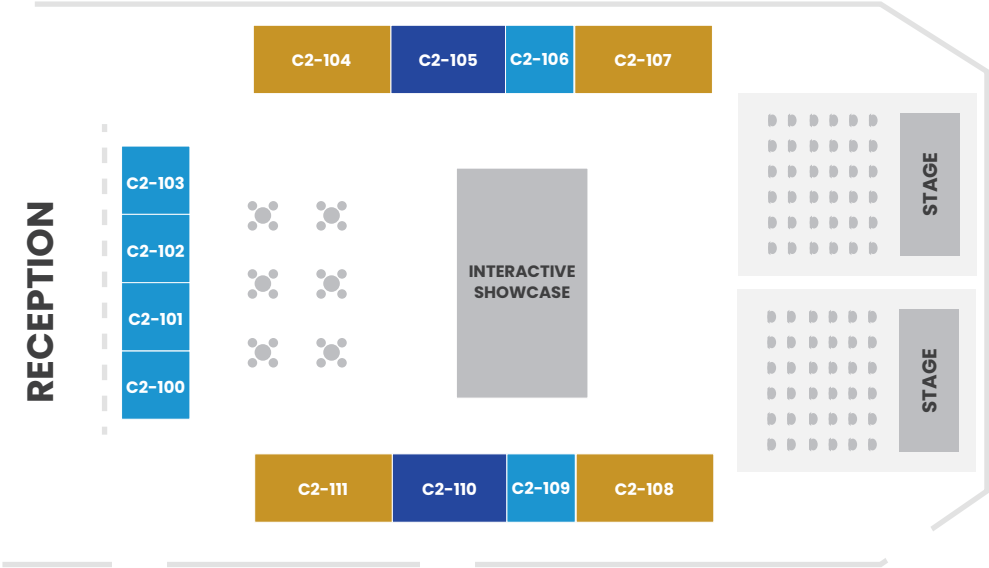 C2-104
C2-105
C2-106
C2-107
STAGE
C2-103
C2-102
C2-101
C2-100
RECEPTION
INTERACTIVE
SHOWCASE
STAGE
C2-111
C2-110
C2-109
C2-108